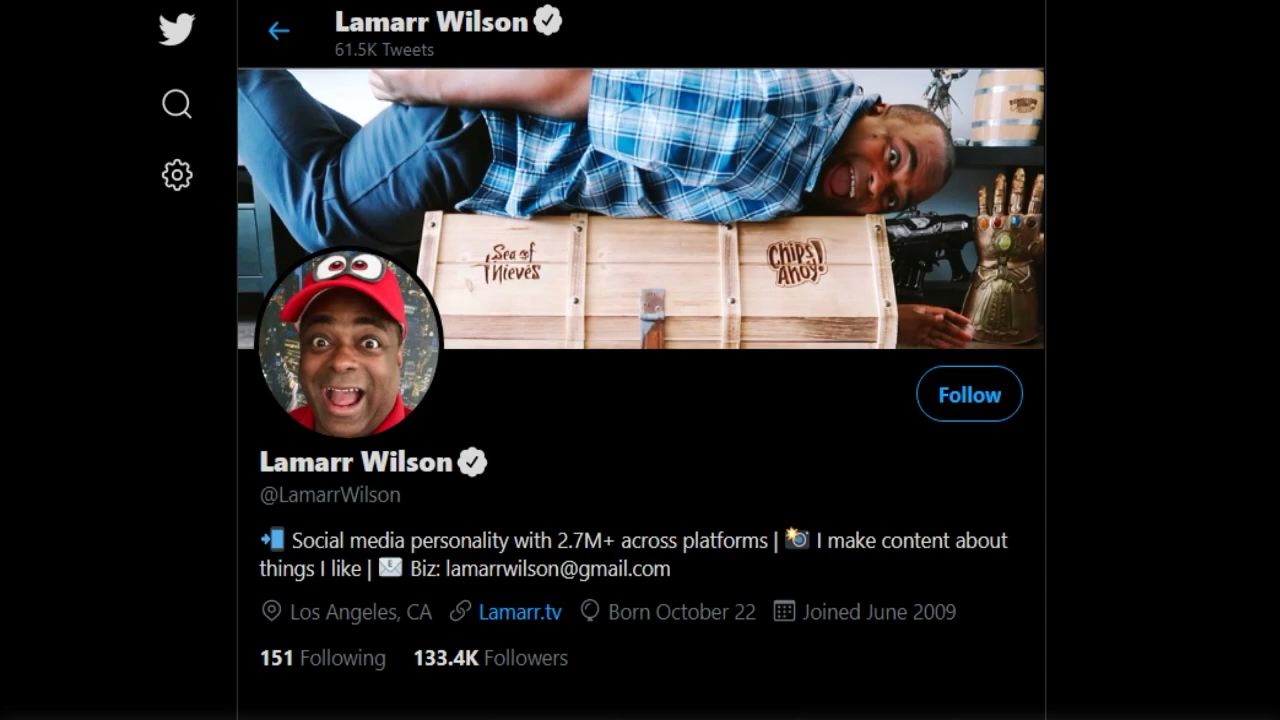 Lamarr Wilson
61.5K Tweets
Sea of
Thieves
Chips
Ahoy!
Follow
Lamarr Wilson
@LamarrWilson
📲 Social media personality with 2.7M+ across platforms | 📸 I make content about
things I like | 📧 Biz: lamarrwilson@gmail.com
Los Angeles, CA Lamarr.tv Born October 22 Joined June 2009
151 Following 133.4K Followers